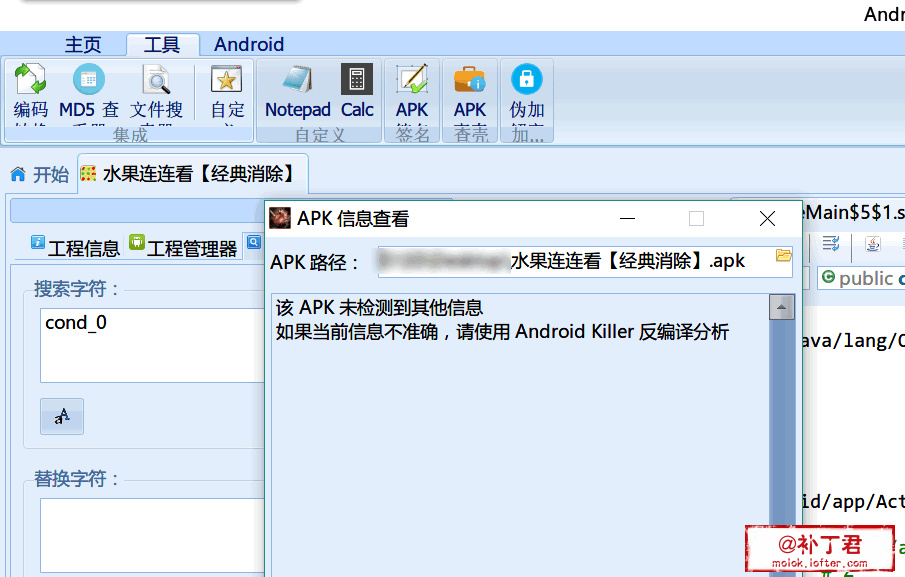 Andr
主页 工具 Android
编码 MD5 查 文件搜 自定 Notepad Calc APK APK 伪加
集成 自定义 签名 查壳 加...
开始 水果连连看【经典消除】
APK 信息查看
eMain$5$1.s
工程信息 工程管理器
APK 路径： 水果连连看【经典消除】.apk
public c
搜索字符：
cond_0
该 APK 未检测到其他信息
如果当前信息不准确，请使用 Android Killer 反编译分析
ava/lang/O
aA
替换字符：
id/app/Act
@补丁君
moiok.lofter.com